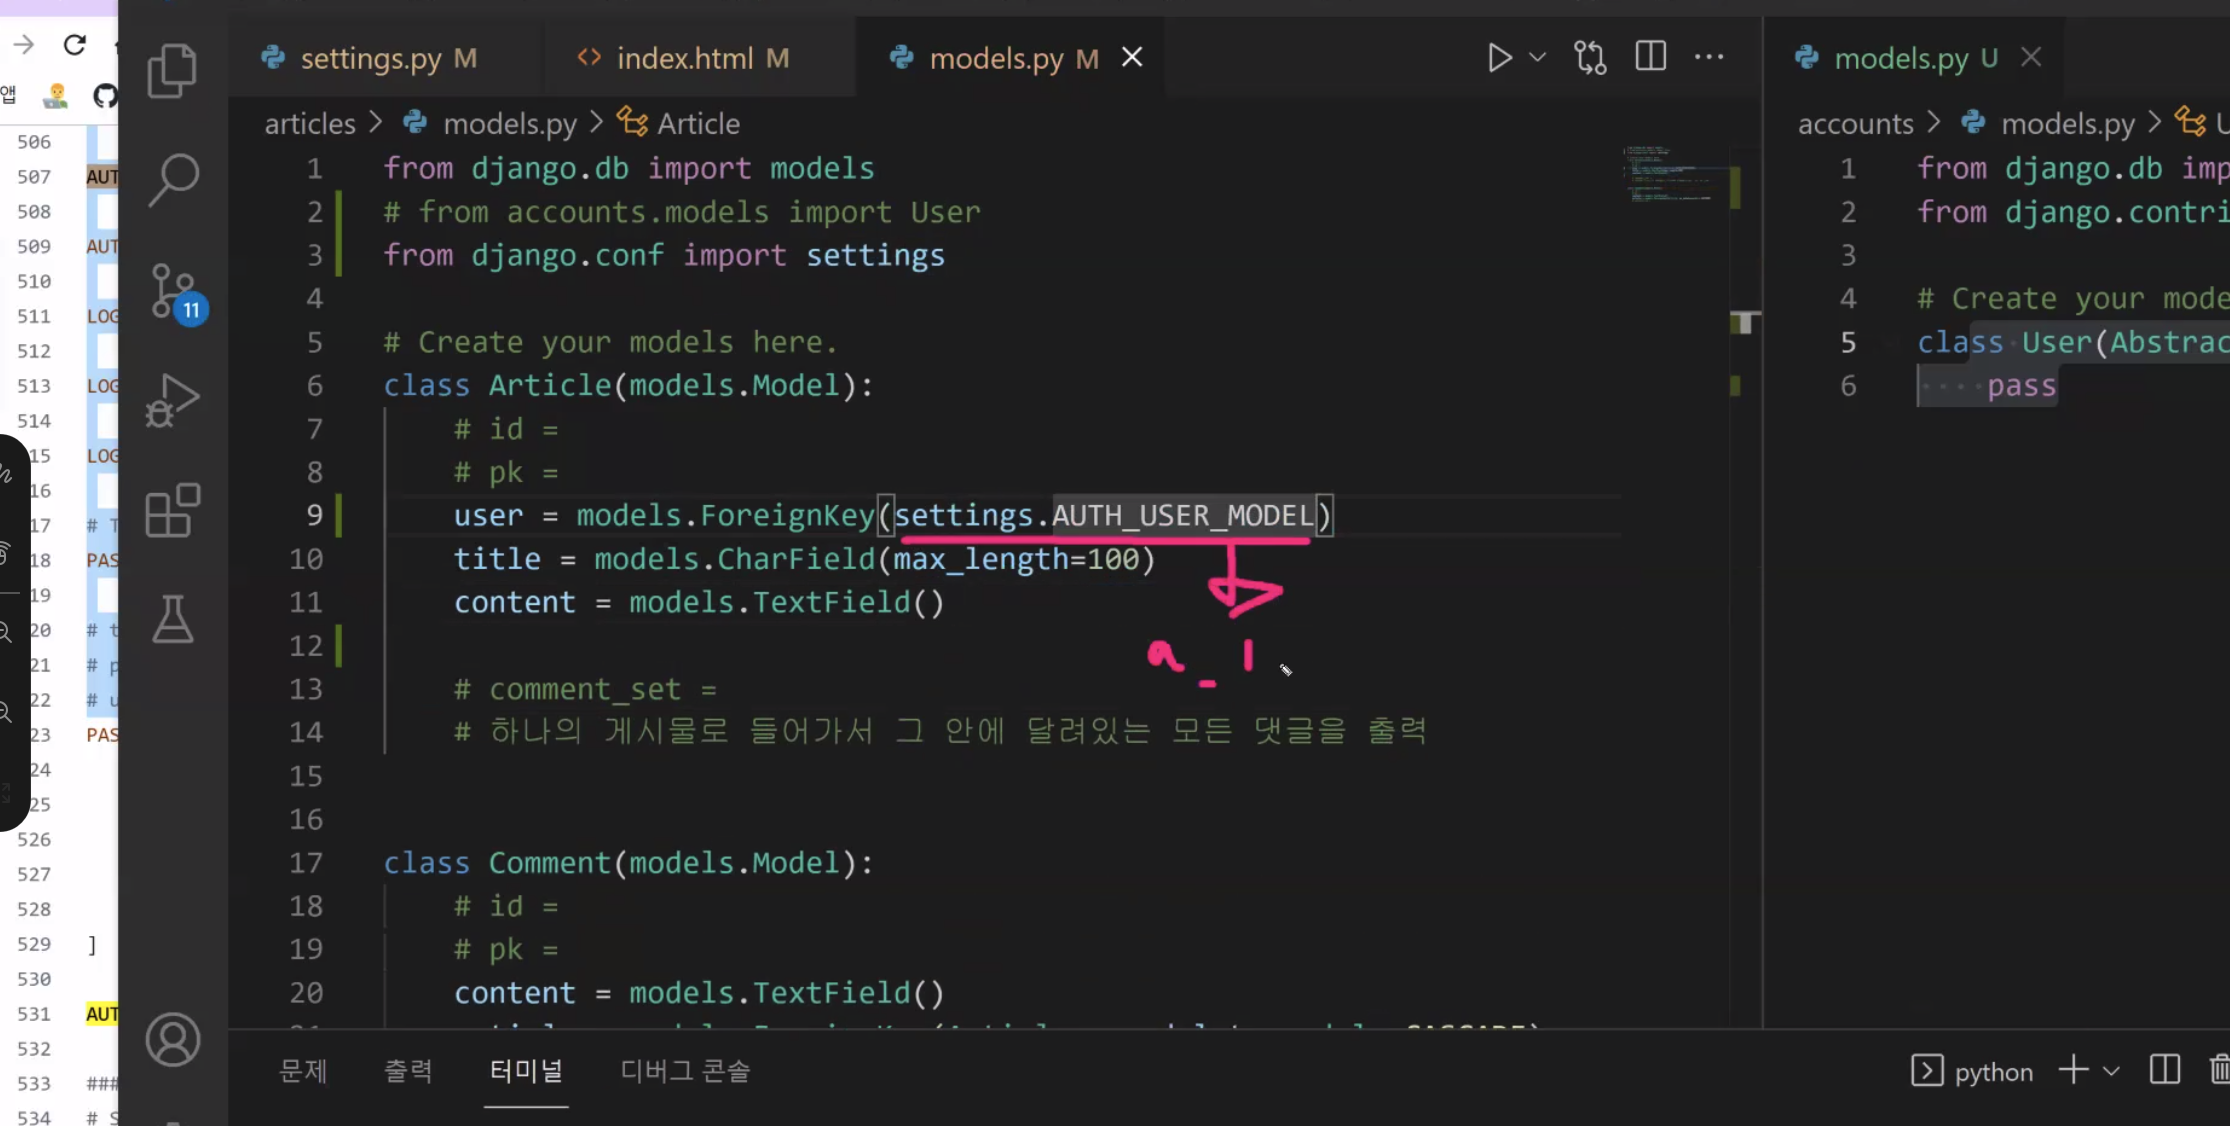 앱
506
507 AUT
508
509 AUT
510
511 LOG
512
513 LOG
514
15 LOG
16
17 # T
18 PAS
19
20 # t
21 # p
22 # u
23 PAS
24
25
526
527
528
529 ]
530
531 AUT
532
533 ###
534 # S
11
settings.py M
index.html M
models.py M
articles > models.py > Article
1 from django.db import models
2 # from accounts.models import User
3 from django.conf import settings
4
5 # Create your models here.
6 class Article(models.Model):
7 # id =
8 # pk =
9 user = models.ForeignKey(settings.AUTH_USER_MODEL)
10 title = models.CharField(max_length=100)
11 content = models.TextField()
12
13 # comment_set =
14 # 하나의 게시물로 들어가서 그 안에 달려있는 모든 댓글을 출력
15
16
17 class Comment(models.Model):
18 # id =
19 # pk =
20 content = models.TextField()
a _ l
models.py U
accounts > models.py > U
1 from django.db imp
2 from django.contri
3
4 # Create your mode
5 class User(Abstrac
6 pass
문제 출력 터미널 디버그 콘솔
python